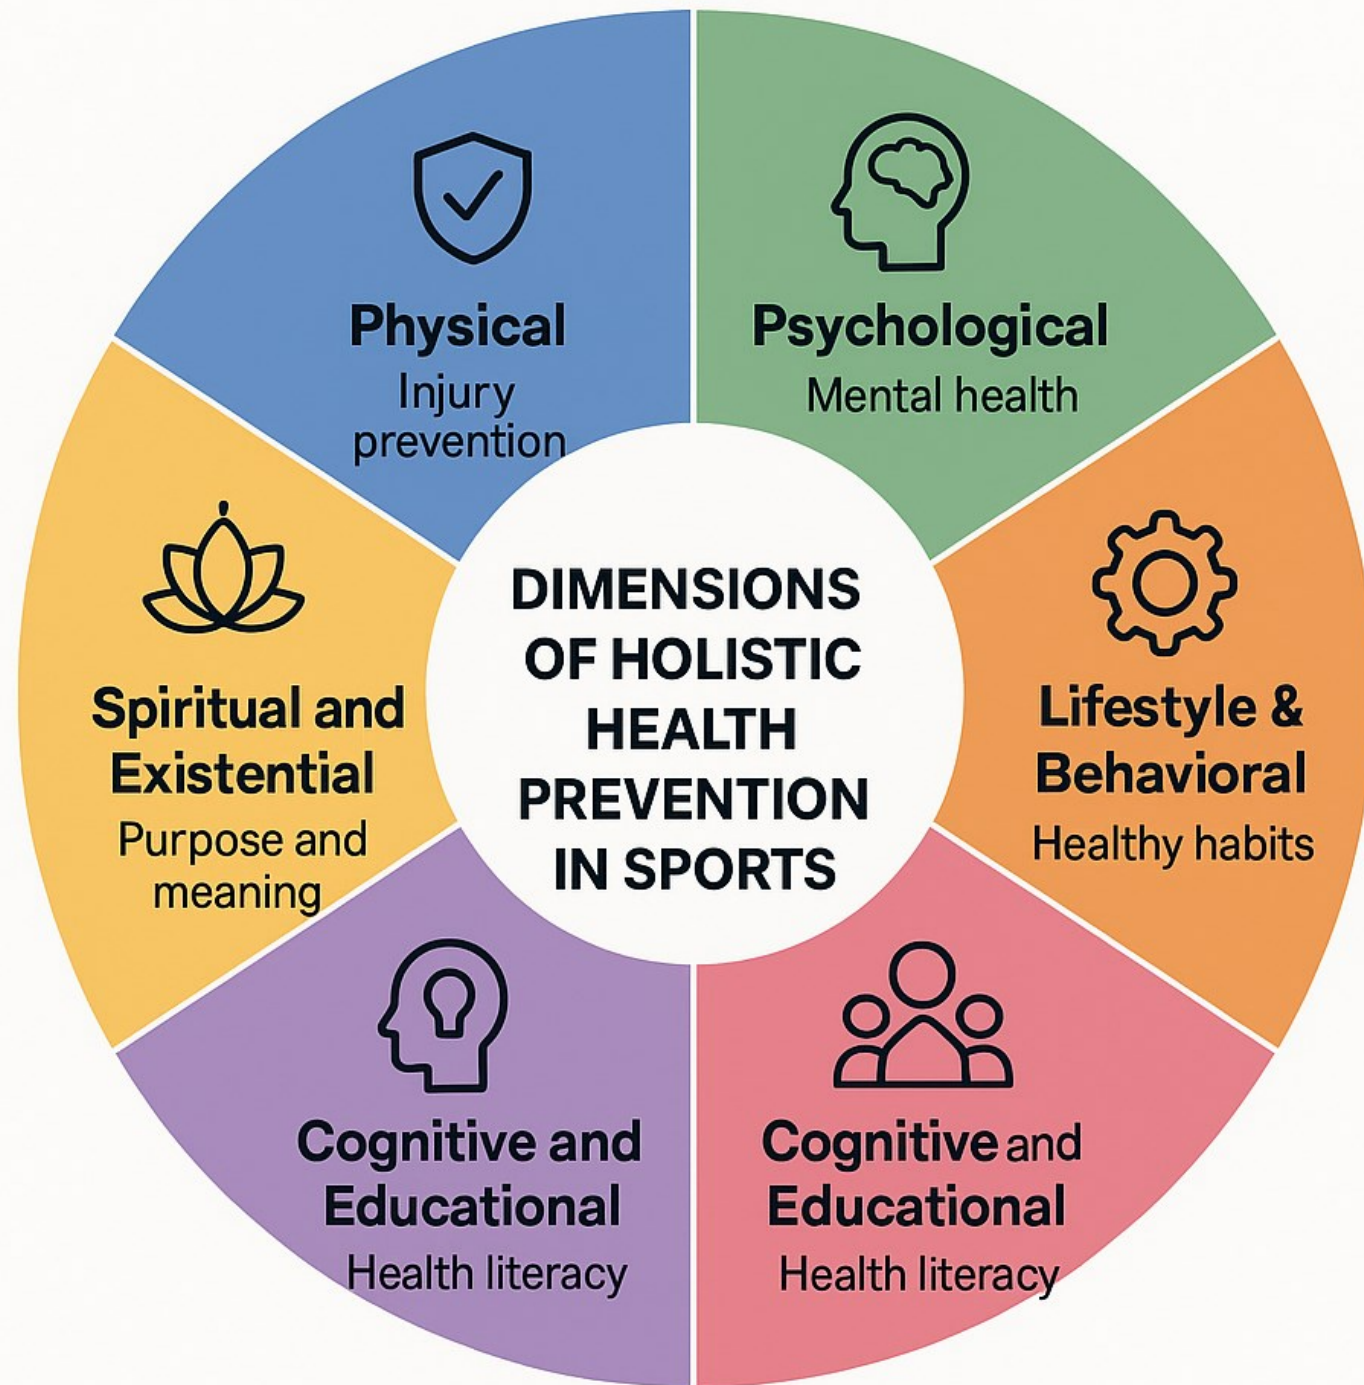 Physical
Injury
prevention
Psychological
Mental health
Lifestyle &
Behavioral
Healthy habits
Cognitive and
Educational
Health literacy
Cognitive and
Educational
Health literacy
Spiritual and
Existential
Purpose and
meaning
DIMENSIONS
OF HOLISTIC
HEALTH
PREVENTION
IN SPORTS